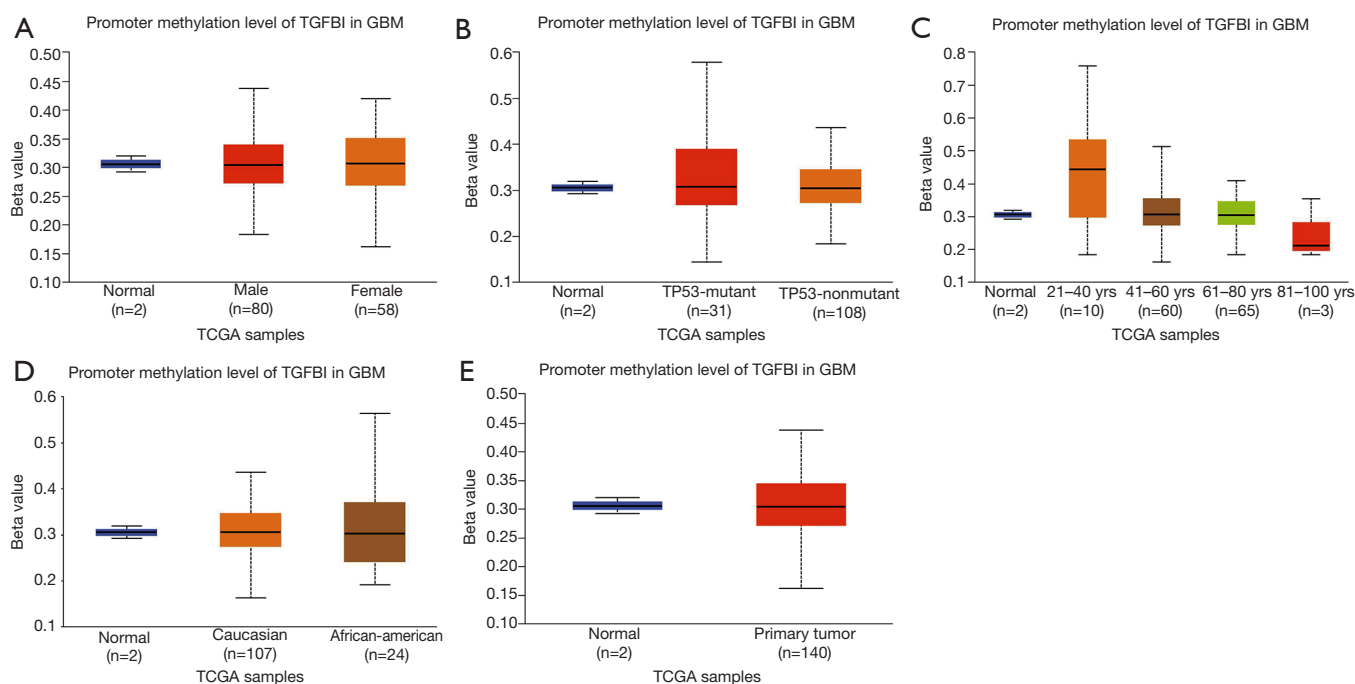 A
Promoter methylation level of TGFBI in GBM
0.50
0.45
0.40
0.35
0.30
0.25
0.20
0.15
0.10
Beta value
Normal
(n=2)
Male
(n=80)
Female
(n=58)
TCGA samples
B
Promoter methylation level of TGFBI in GBM
0.6
0.5
0.4
0.3
0.2
0.1
Beta value
Normal
(n=2)
TP53-mutant
(n=31)
TP53-nonmutant
(n=108)
TCGA samples
C
Promoter methylation level of TGFBI in GBM
0.8
0.7
0.6
0.5
0.4
0.3
0.2
0.1
Beta value
Normal
(n=2)
21–40 yrs
(n=10)
41–60 yrs
(n=60)
61–80 yrs
(n=65)
81–100 yrs
(n=3)
TCGA samples
D
Promoter methylation level of TGFBI in GBM
0.6
0.5
0.4
0.3
0.2
0.1
Beta value
Normal
(n=2)
Caucasian
(n=107)
African-american
(n=24)
TCGA samples
E
Promoter methylation level of TGFBI in GBM
0.50
0.45
0.40
0.35
0.30
0.25
0.20
0.15
0.10
Beta value
Normal
(n=2)
Primary tumor
(n=140)
TCGA samples